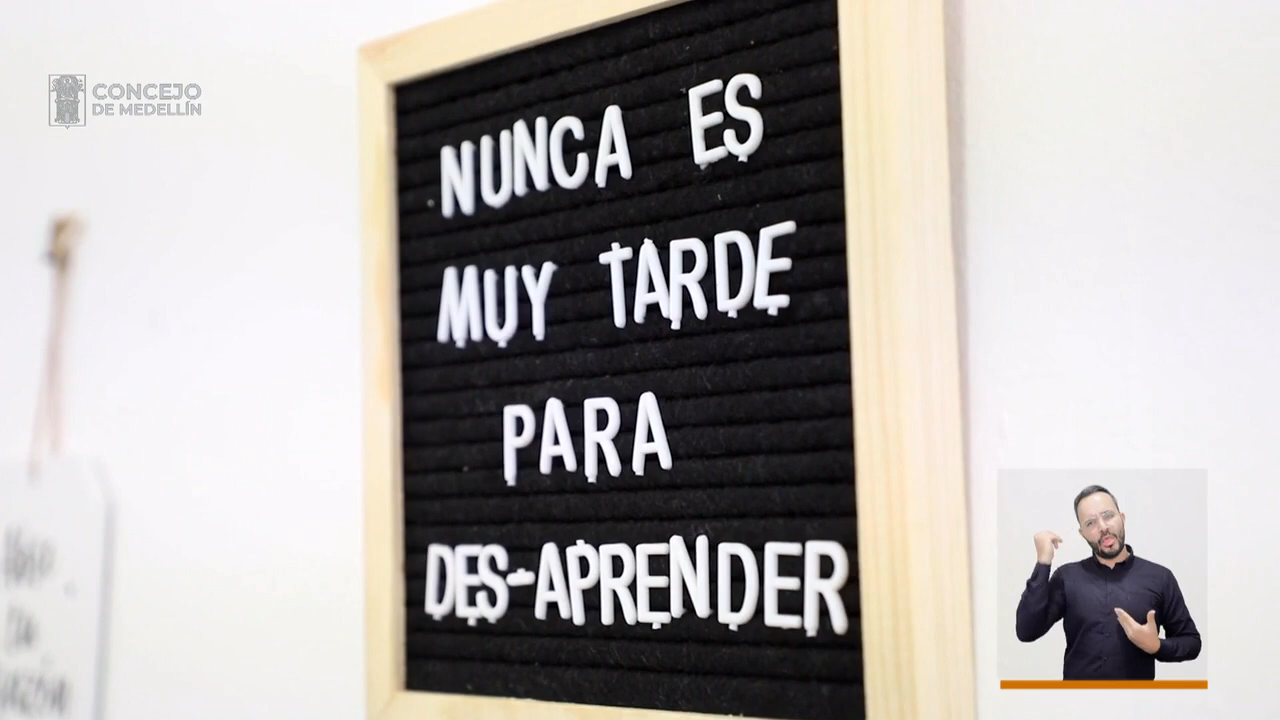 CONCEJO
DE MEDELLÍN
NUNCA ES
MUY TARDE
PARA
DES-APRENDER